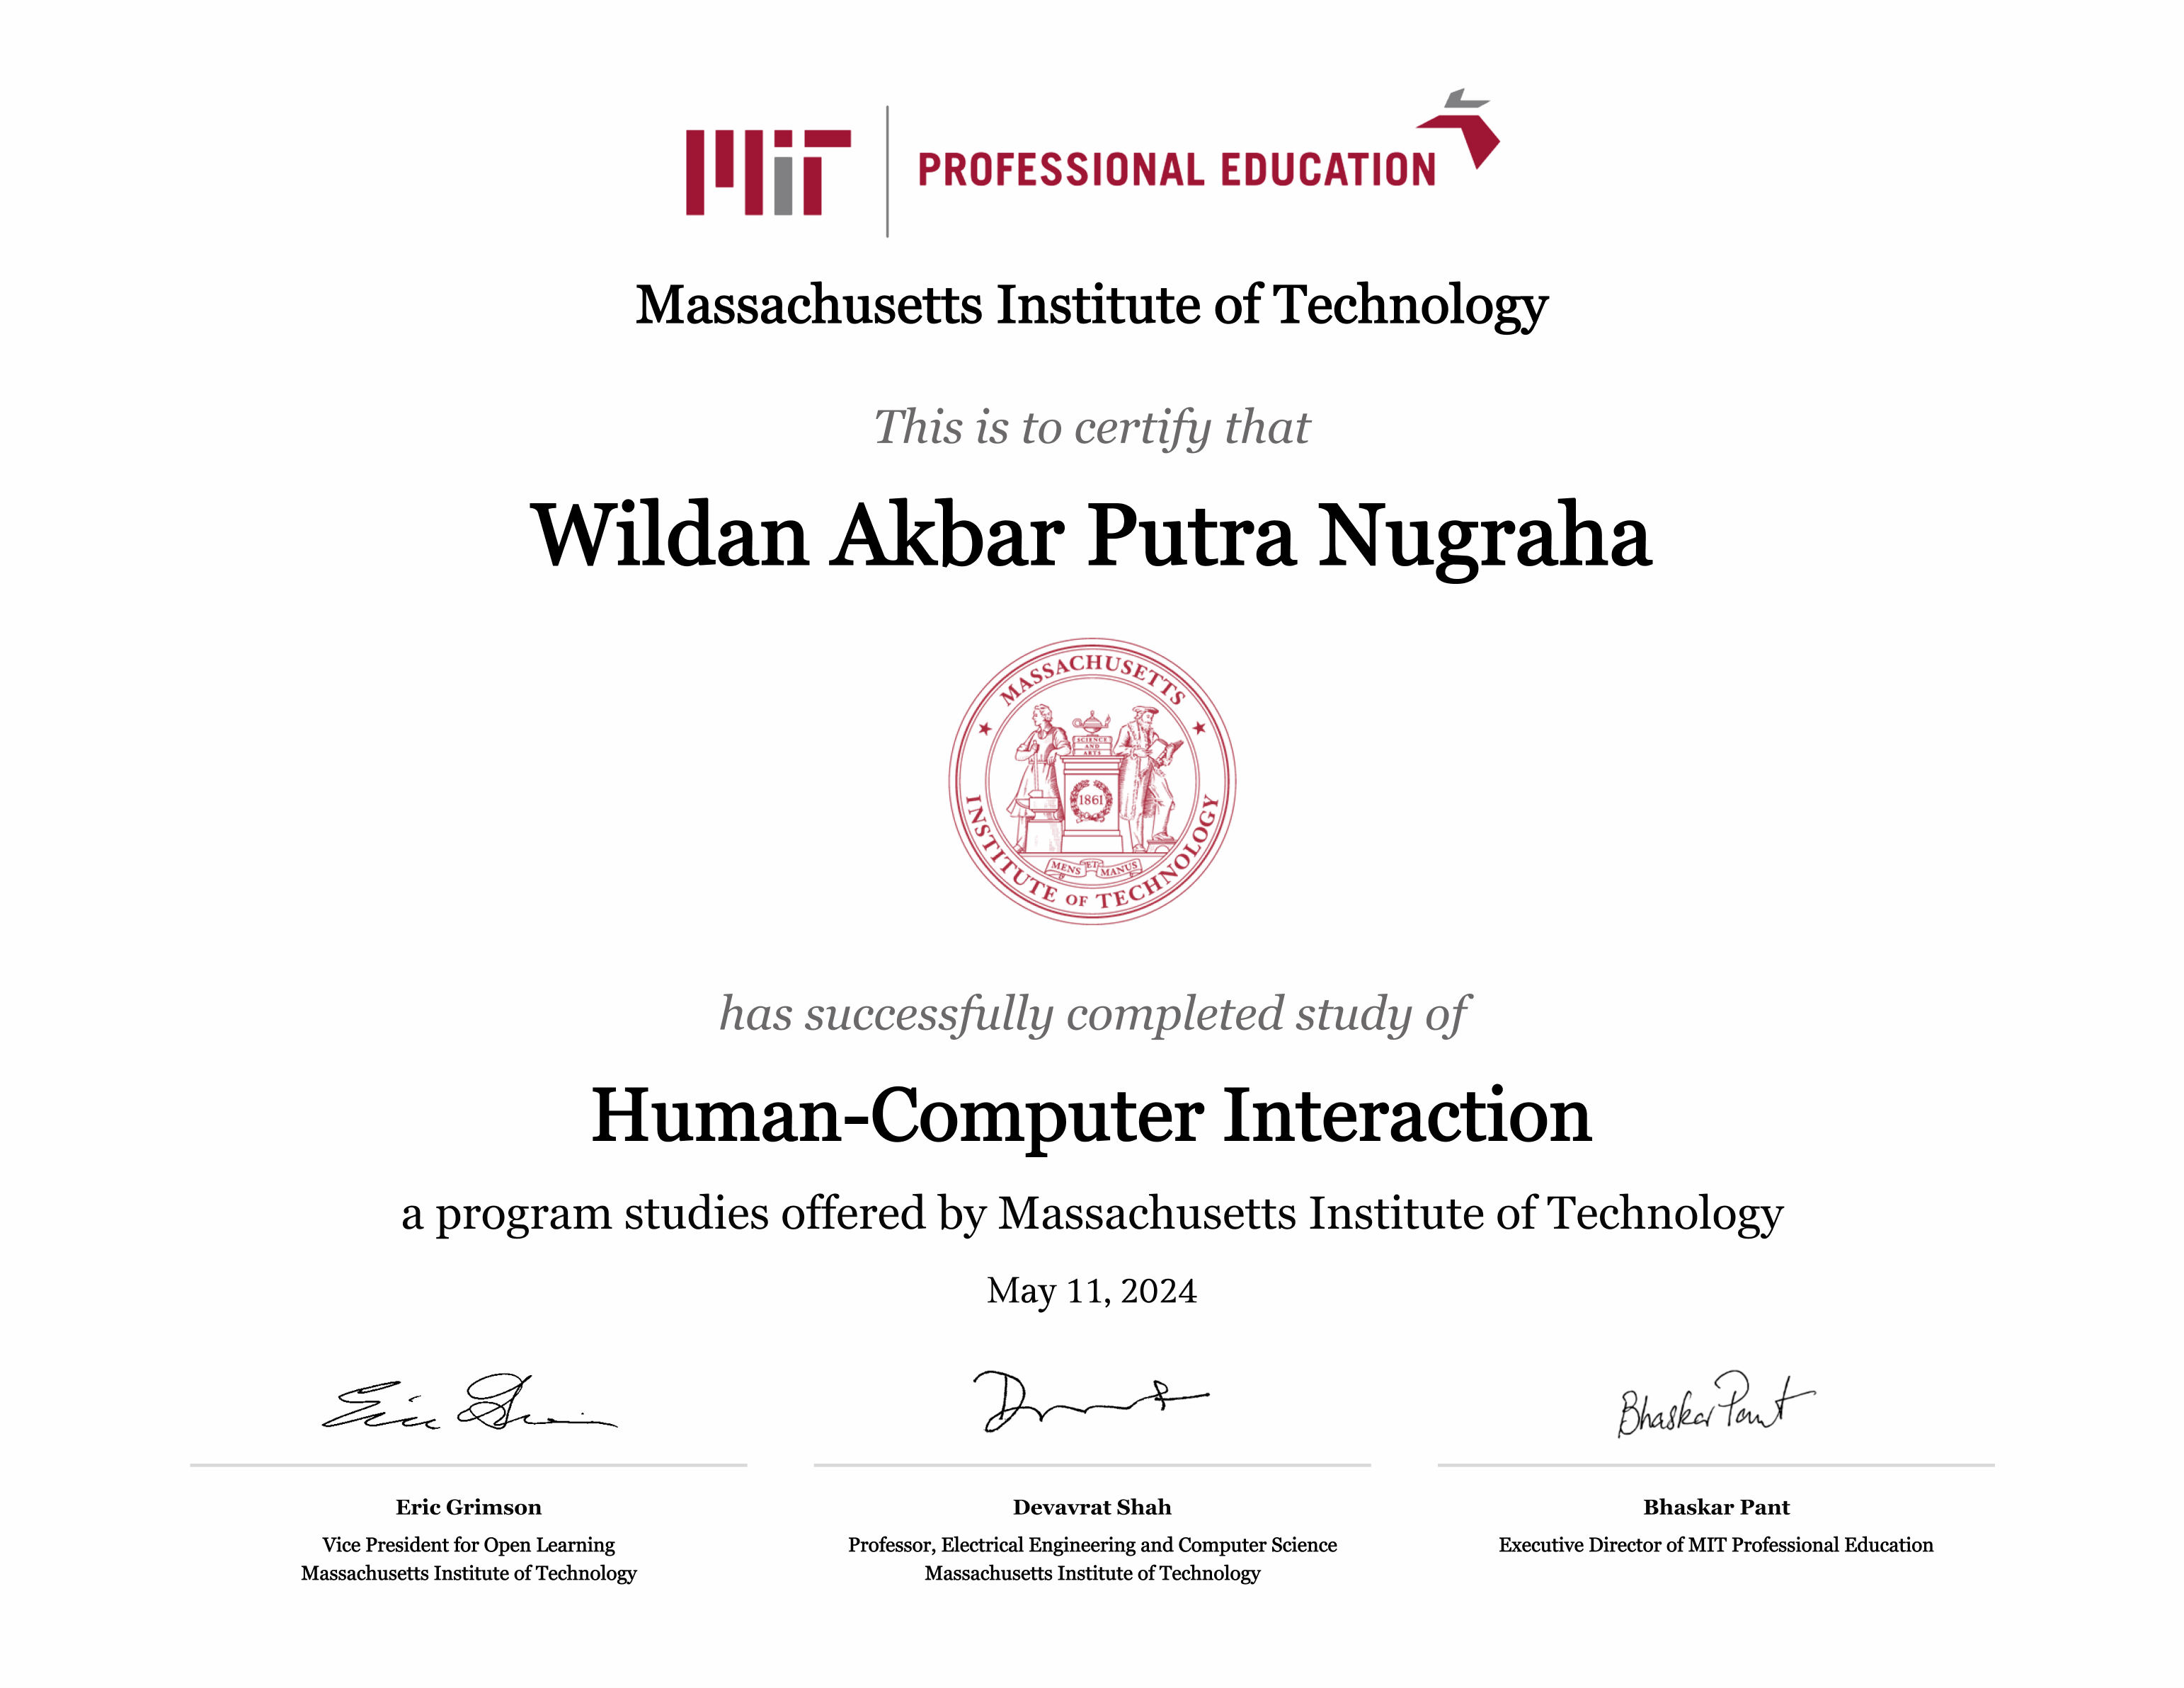 MIT PROFESSIONAL EDUCATION
Massachusetts Institute of Technology
This is to certify that
Wildan Akbar Putra Nugraha
MASSACHUSETTS
INSTITUTE OF TECHNOLOGY
SCIENCE
AND
ARTS
1861
MENS ET MANUS
has successfully completed study of
Human-Computer Interaction
a program studies offered by Massachusetts Institute of Technology
May 11, 2024
Bhaskar Pant
Eric Grimson
Vice President for Open Learning
Massachusetts Institute of Technology
Devavrat Shah
Professor, Electrical Engineering and Computer Science
Massachusetts Institute of Technology
Bhaskar Pant
Executive Director of MIT Professional Education